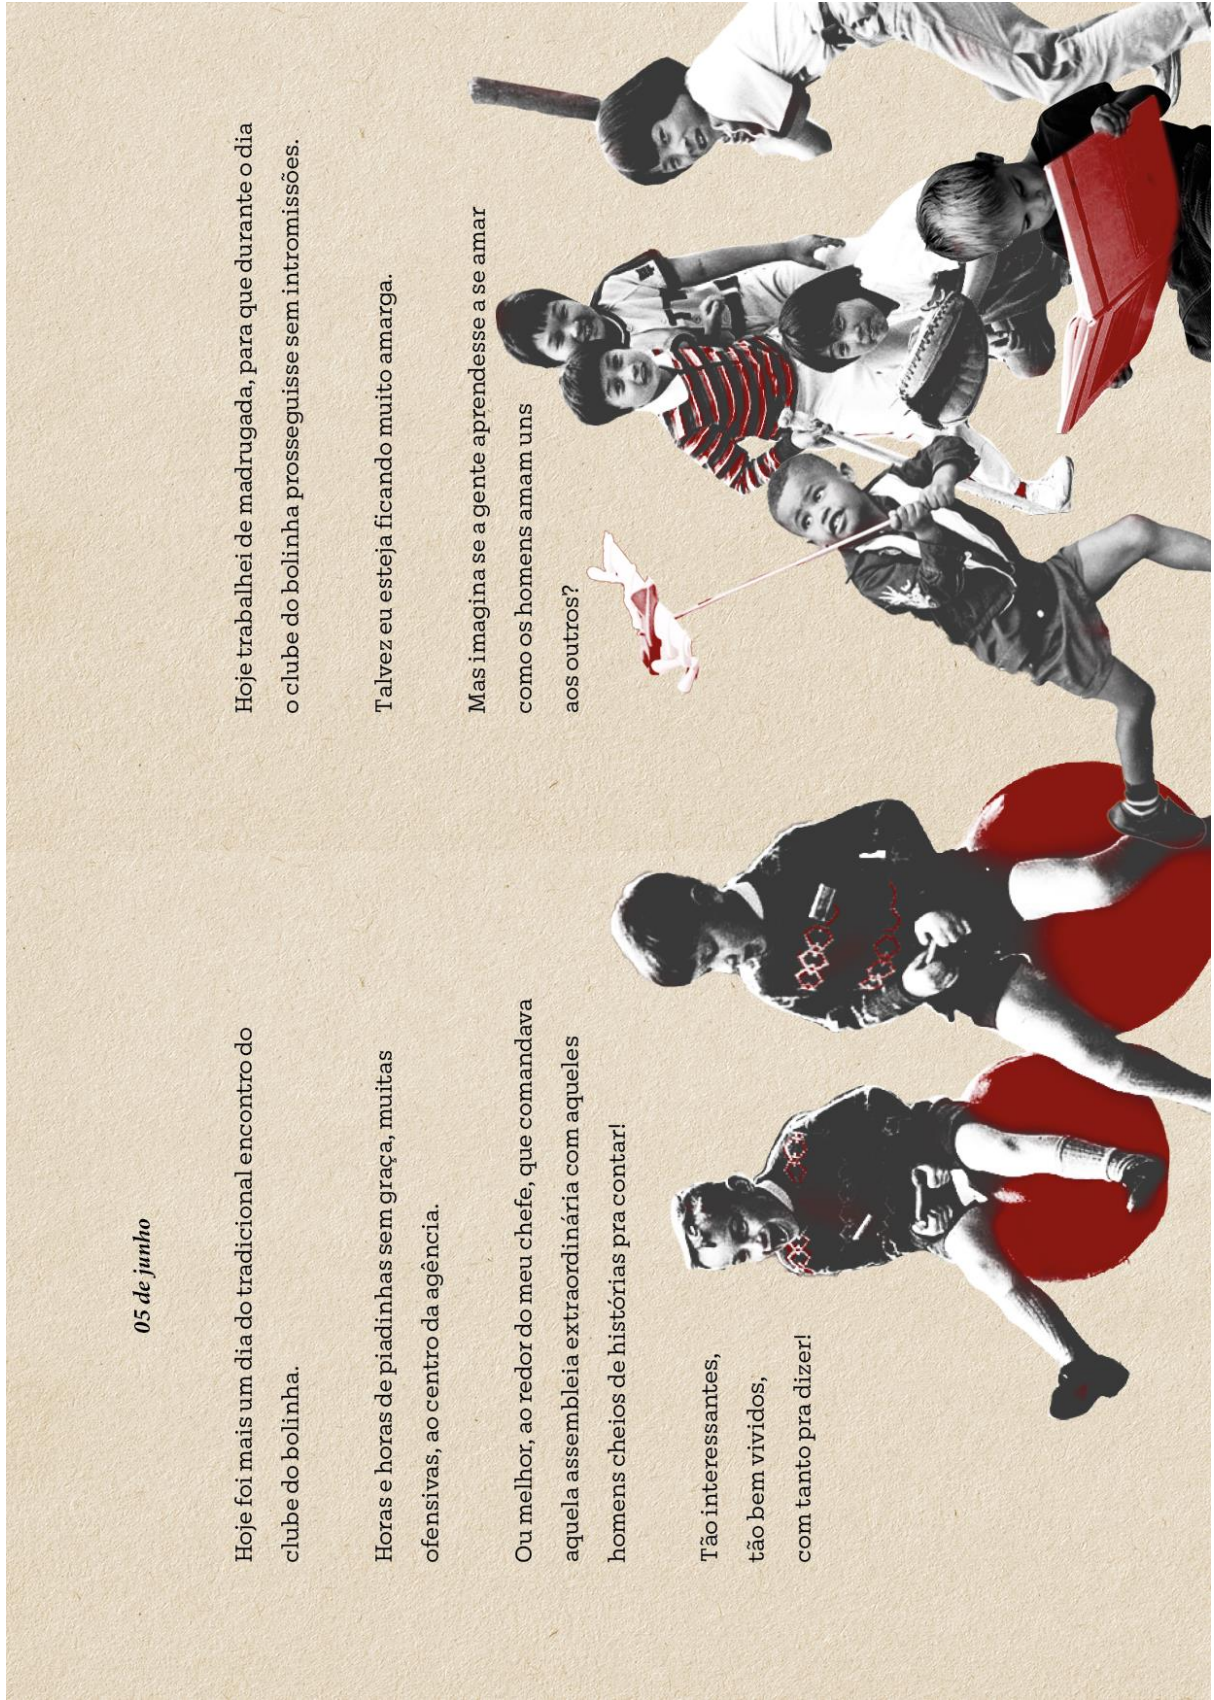 05 de junho
Hoje foi mais um dia do tradicional encontro do
clube do bolinha.
Horas e horas de piadinhas sem graça, muitas
ofensivas, ao centro da agência.
Ou melhor, ao redor do meu chefe, que comandava
aquela assembleia extraordinária com aqueles
homens cheios de histórias pra contar!
Tão interessantes,
tão bem vividos,
com tanto pra dizer!
Hoje trabalhei de madrugada, para que durante o dia
o clube do bolinha prosseguisse sem intromissões.
Talvez eu esteja ficando muito amarga.
Mas imagina se a gente aprendesse a se amar
como os homens amam uns
aos outros?